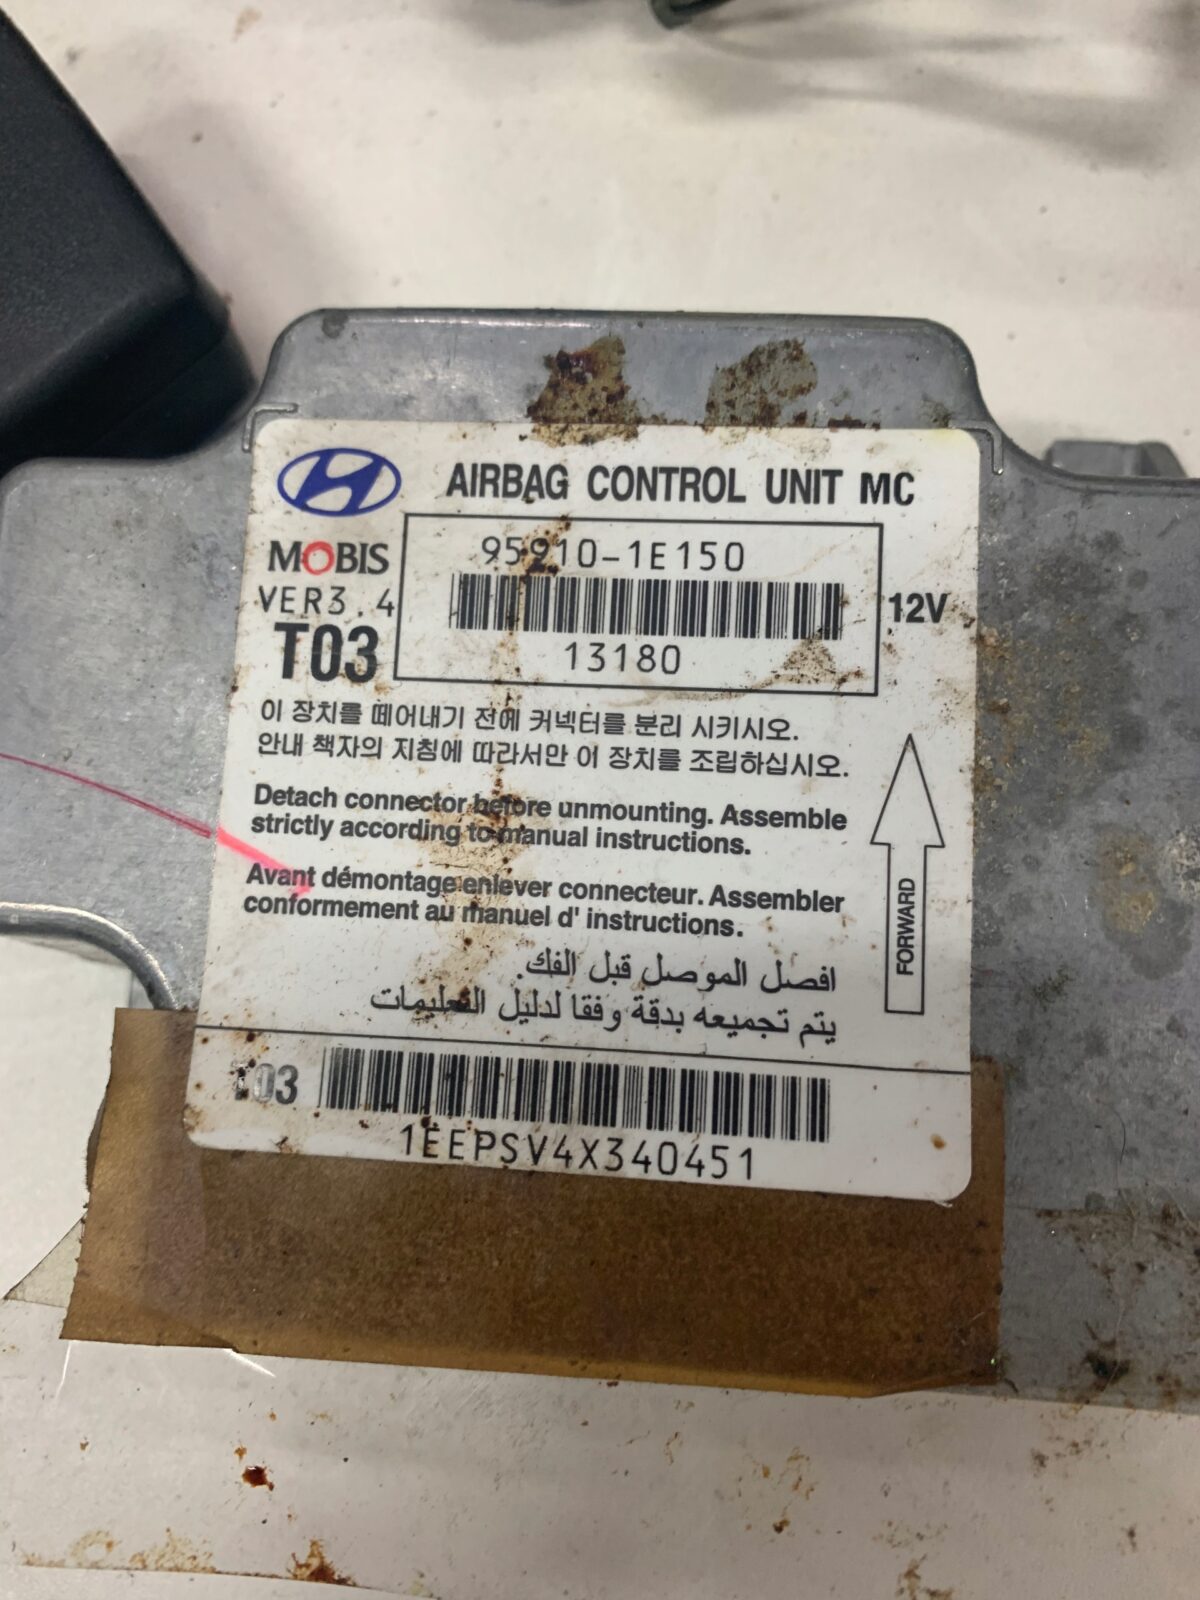 AIRBAG CONTROL UNIT MC
MOBIS
95910-1E150
VER3.4
12V
T03
13180
이 장치를 떼어내기 전에 커넥터를 분리 시키시오.
안내 책자의 지침에 따라서만 이 장치를 조립하십시오.
Detach connector before unmounting. Assemble
strictly according to manual instructions.
Avant démontage enlever connecteur. Assembler
conformement au manuel d' instructions.
FORWARD
افصل الموصل قبل الفك.
يتم تجميعه بدقة وفقا لدليل التعليمات
T03
1EEPSV4X340451